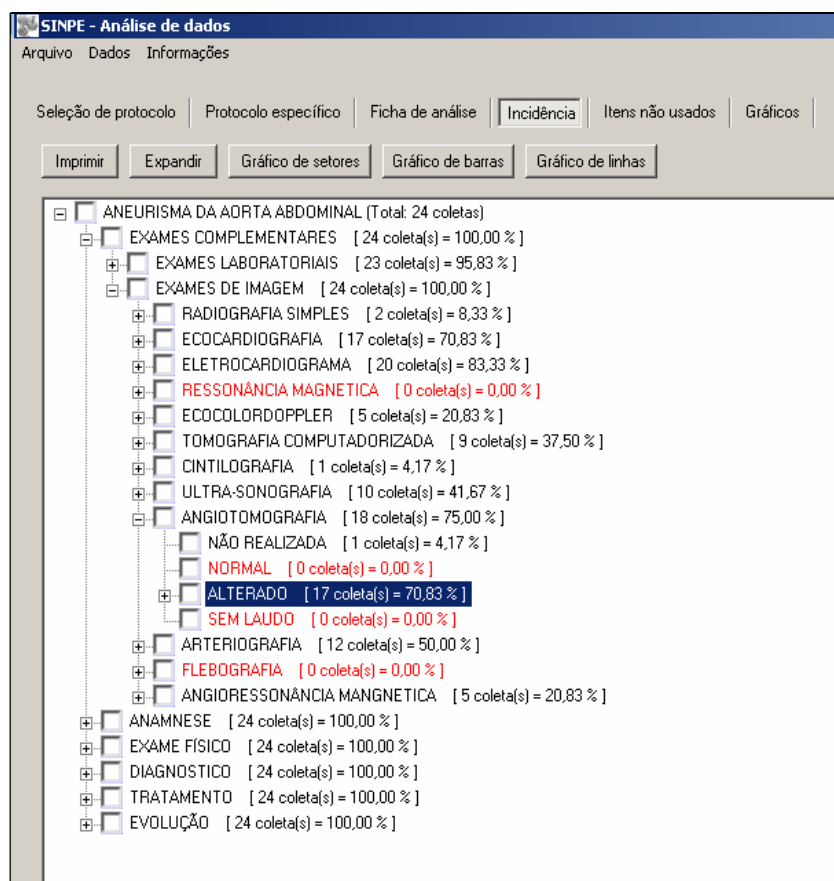 SINPE - Análise de dados
Arquivo Dados Informações
Seleção de protocolo Protocolo específico Ficha de análise Incidência Itens não usados Gráficos
Imprimir Expandir Gráfico de setores Gráfico de barras Gráfico de linhas
ANEURISMA DA AORTA ABDOMINAL (Total: 24 coletas)
EXAMES COMPLEMENTARES [ 24 coleta(s) = 100,00 % ]
EXAMES LABORATORIAIS [ 23 coleta(s) = 95,83 % ]
EXAMES DE IMAGEM [ 24 coleta(s) = 100,00 % ]
RADIOGRAFIA SIMPLES [ 2 coleta(s) = 8,33 % ]
ECOCARDIOGRAFIA [ 17 coleta(s) = 70,83 % ]
ELETROCARDIOGRAMA [ 20 coleta(s) = 83,33 % ]
RESSONÂNCIA MAGNETICA [ 0 coleta(s) = 0,00 % ]
ECOCOLORDOPPLER [ 5 coleta(s) = 20,83 % ]
TOMOGRAFIA COMPUTADORIZADA [ 9 coleta(s) = 37,50 % ]
CINTILOGRAFIA [ 1 coleta(s) = 4,17 % ]
ULTRA-SONOGRAFIA [ 10 coleta(s) = 41,67 % ]
ANGIOTOMOGRAFIA [ 18 coleta(s) = 75,00 % ]
NÃO REALIZADA [ 1 coleta(s) = 4,17 % ]
NORMAL [ 0 coleta(s) = 0,00 % ]
ALTERADO [ 17 coleta(s) = 70,83 % ]
SEM LAUDO [ 0 coleta(s) = 0,00 % ]
ARTERIOGRAFIA [ 12 coleta(s) = 50,00 % ]
FLEBOGRAFIA [ 0 coleta(s) = 0,00 % ]
ANGIORESSONÂNCIA MANGNETICA [ 5 coleta(s) = 20,83 % ]
ANAMNESE [ 24 coleta(s) = 100,00 % ]
EXAME FÍSICO [ 24 coleta(s) = 100,00 % ]
DIAGNOSTICO [ 24 coleta(s) = 100,00 % ]
TRATAMENTO [ 24 coleta(s) = 100,00 % ]
EVOLUÇÃO [ 24 coleta(s) = 100,00 % ]